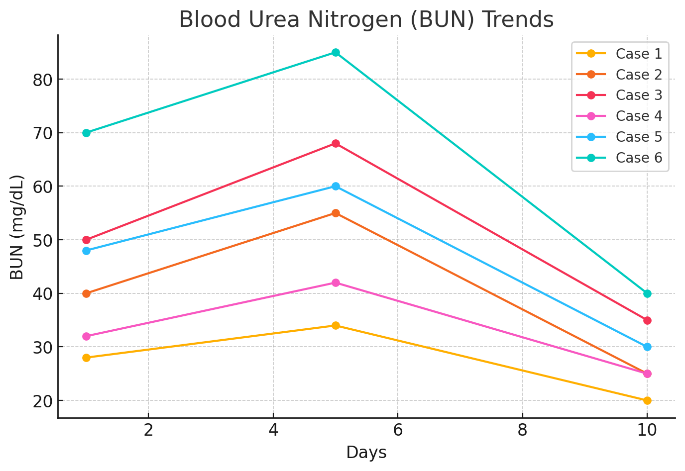 Blood Urea Nitrogen (BUN) Trends
Case 1
Case 2
Case 3
Case 4
Case 5
Case 6
BUN (mg/dL)
80
70
60
50
40
30
20
2 4 6 8 10
Days